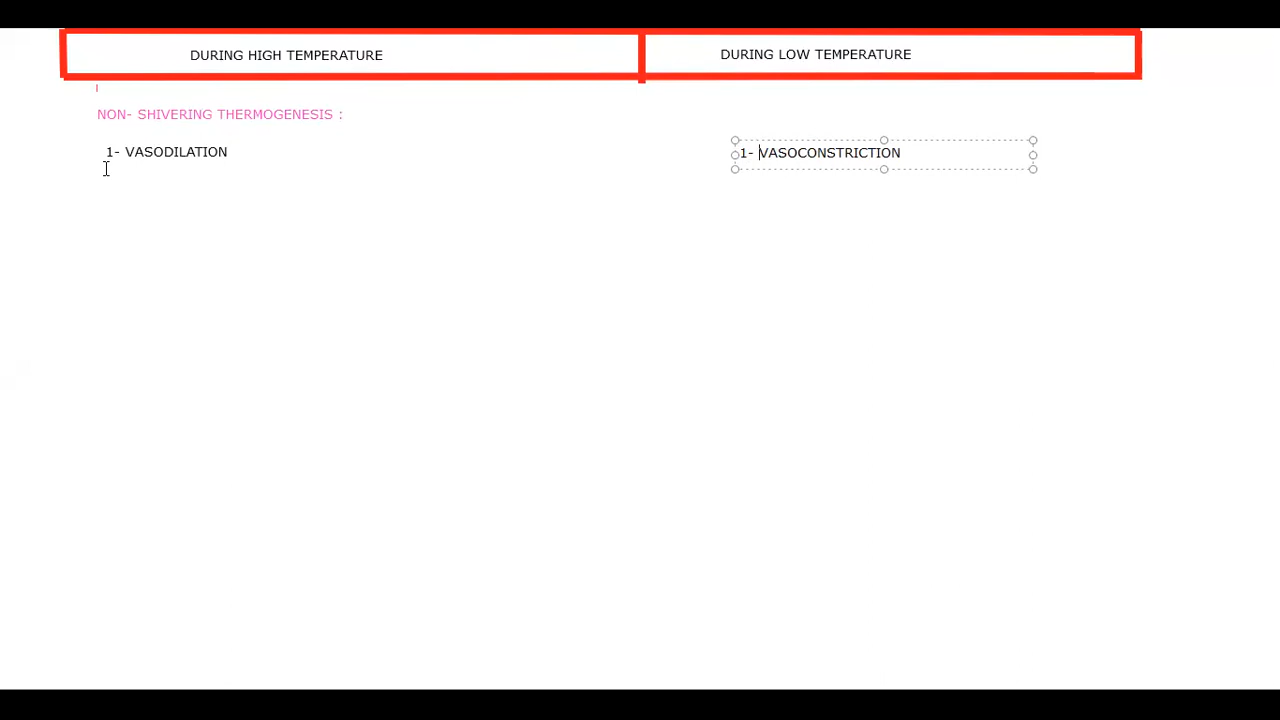 DURING HIGH TEMPERATURE
DURING LOW TEMPERATURE
NON- SHIVERING THERMOGENESIS :
1- VASODILATION
1- VASOCONSTRICTION